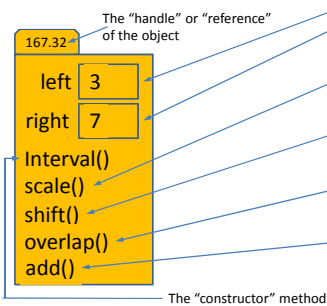 The “handle” or “reference”
of the object
167.32
left 3
right 7
Interval()
scale()
shift()
overlap()
add()
The “constructor” method